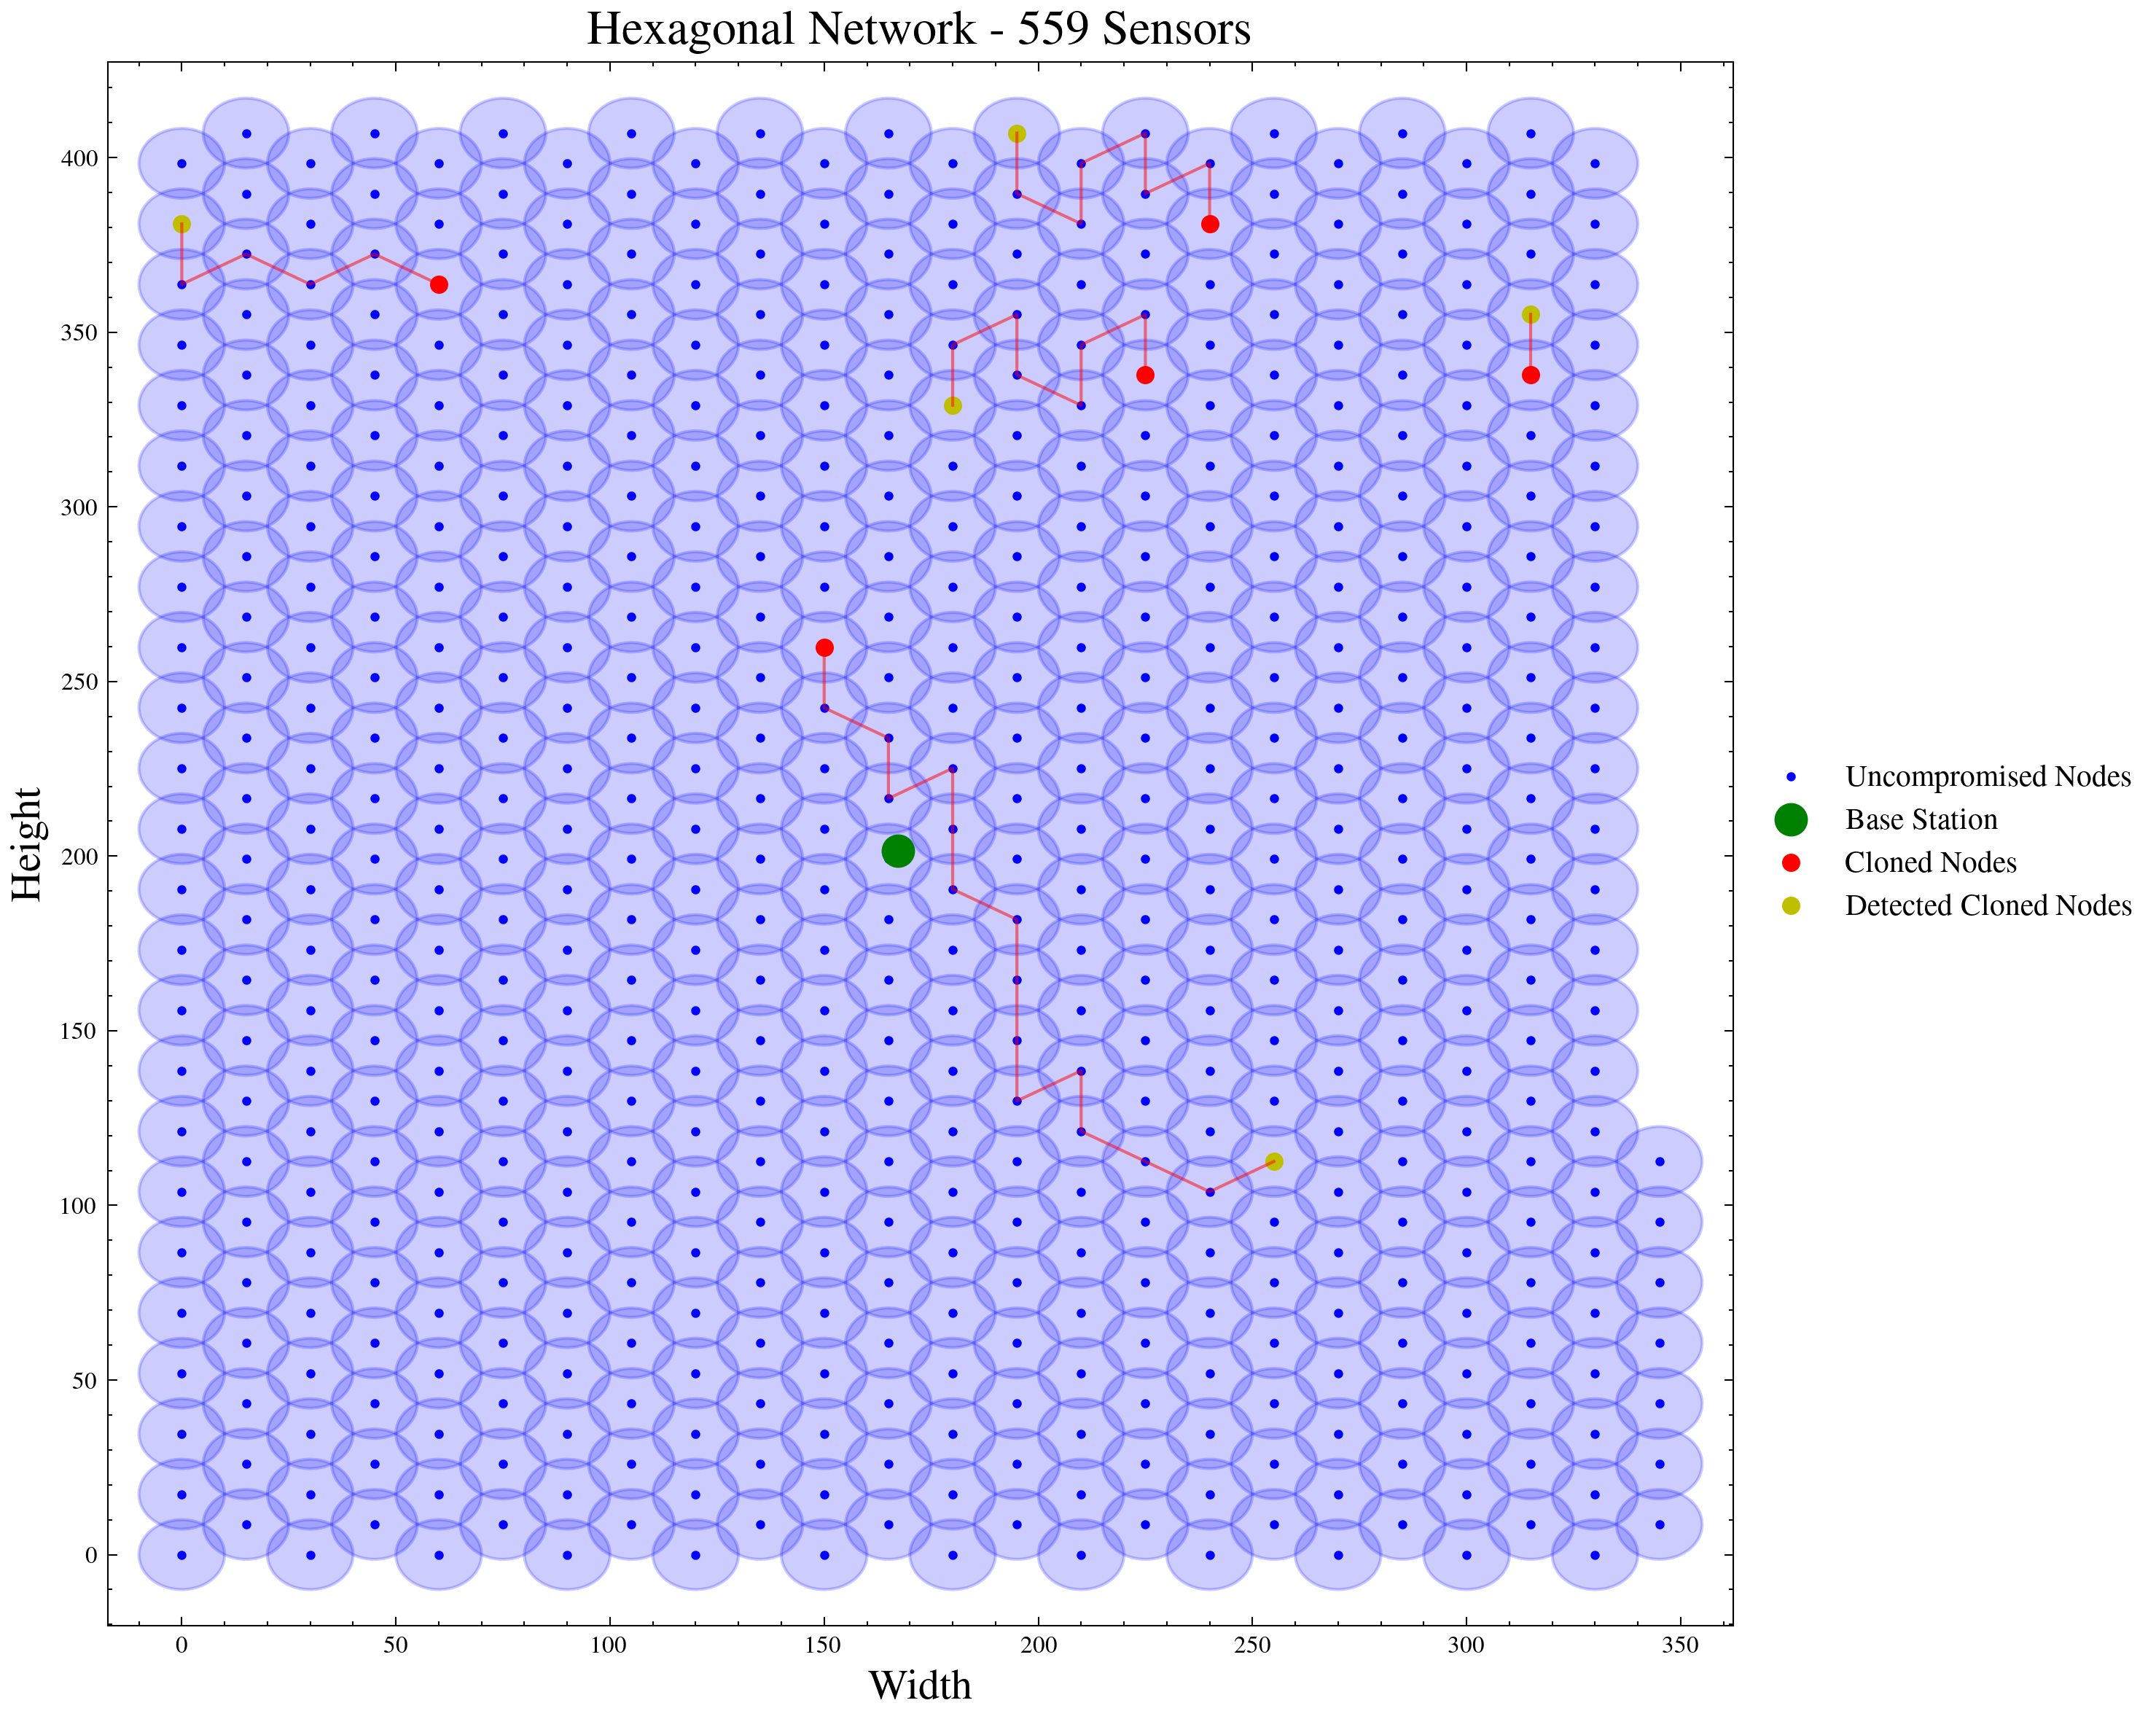 Hexagonal Network - 559 Sensors
Height
400
350
300
250
200
150
100
50
0
0 50 100 150 200 250 300 350
Width
Uncompromised Nodes
Base Station
Cloned Nodes
Detected Cloned Nodes